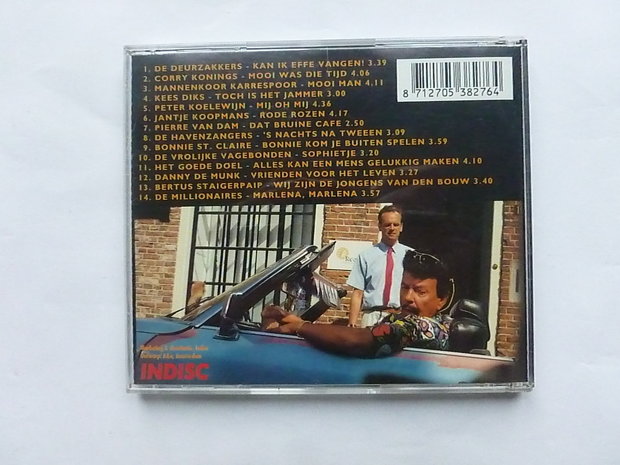 1. DE DEURZAKKERS - KAN IK EFFE VANGEN! 3.39
2. CORRY KONINGS - MOOI WAS DIE TIJD 4.06
3. MANNENKOOR KARRESPOOR - MOOI MAN 4.11
4. KEES DIKS - TOCH IS HET JAMMER 3.00
5. PETER KOELEWIJN - MIJ OH MIJ 4.36
6. JANTJE KOOPMANS - RODE ROZEN 4.17
7. PIERRE VAN DAM - DAT BRUINE CAFE 2.50
8. DE HAVENZANGERS - 'S NACHTS NA TWEEEN 3.09
9. BONNIE ST. CLAIRE - BONNIE KOM JE BUITEN SPELEN 3.59
10. DE VROLIJKE VAGEBONDEN - SOPHIETJE 3.20
11. HET GOEDE DOEL - ALLES KAN EEN MENS GELUKKIG MAKEN 4.10
12. DANNY DE MUNK - VRIENDEN VOOR HET LEVEN 3.27
13. BERTUS STAIGERPAIP - WIJ ZIJN DE JONGENS VAN DEN BOUW 3.40
14. DE MILLIONAIRES - MARLENA, MARLENA 3.57
8 712705 382764
INDISC